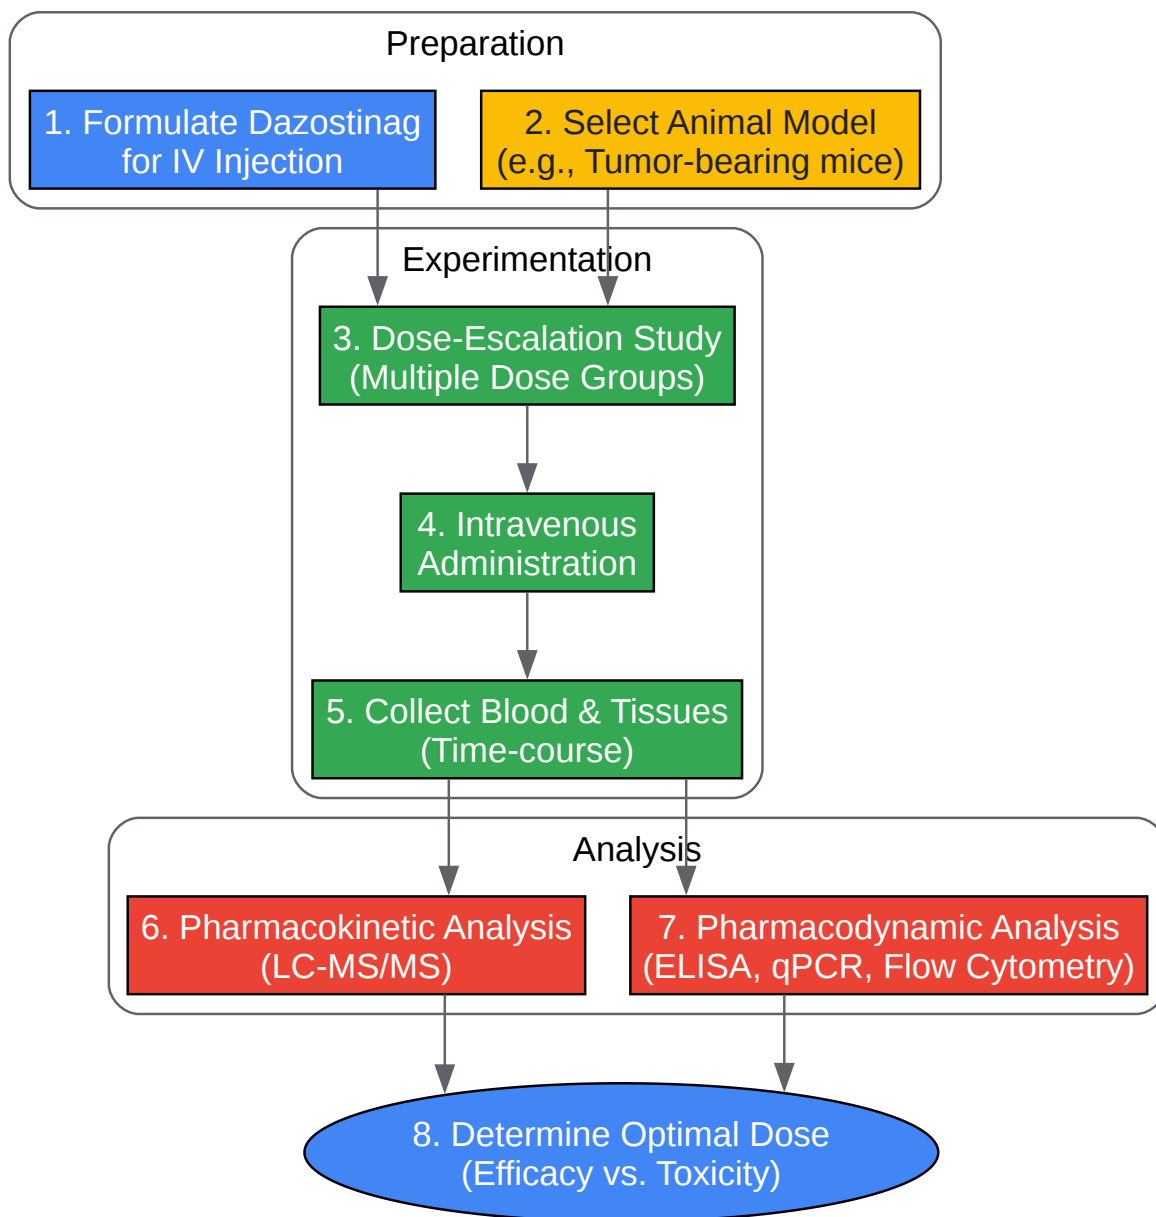 Preparation
1. Formulate Dazostinag
for IV Injection
2. Select Animal Model
(e.g., Tumor-bearing mice)
Experimentation
3. Dose-Escalation Study
(Multiple Dose Groups)
4. Intravenous
Administration
5. Collect Blood & Tissues
(Time-course)
Analysis
6. Pharmacokinetic Analysis
(LC-MS/MS)
7. Pharmacodynamic Analysis
(ELISA, qPCR, Flow Cytometry)
8. Determine Optimal Dose
(Efficacy vs. Toxicity)